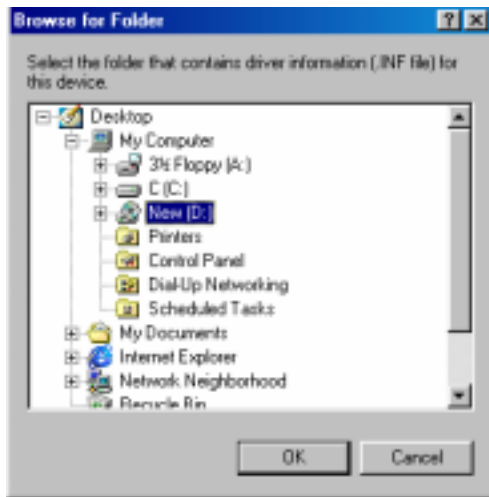 Browse for Folder
Select the folder that contains driver information (.INF file) for
this device.
Desktop
My Computer
3½ Floppy (A:)
C (C:)
New (D:)
Printers
Control Panel
Dial-Up Networking
Scheduled Tasks
My Documents
Internet Explorer
Network Neighborhood
Recycle Bin
OK Cancel